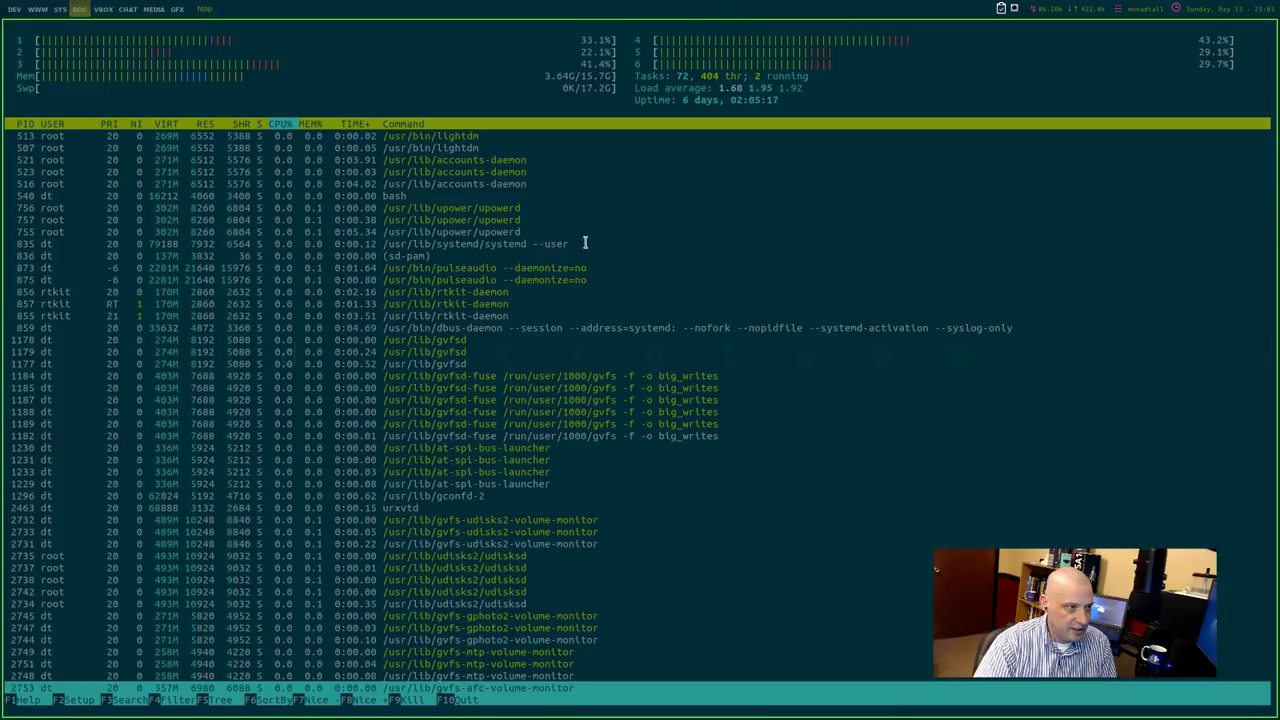 DEV WWW SYS DOC VBOX CHAT MEDIA GFX htop 86.20k 422.8k monadtall Sunday, May 13 - 21:03
1 [ 33.1%] 4 [ 43.2%]
2 [ 22.1%] 5 [ 29.1%]
3 [ 41.4%] 6 [ 29.7%]
Mem[ 3.64G/15.7G] Tasks: 72, 404 thr; 2 running
Swp[ 0K/17.2G] Load average: 1.68 1.95 1.92
Uptime: 6 days, 02:05:17
PID USER PRI NI VIRT RES SHR S CPU% MEM% TIME+ Command
513 root 20 0 269M 6552 5388 S 0.0 0.0 0:00.02 /usr/bin/lightdm
507 root 20 0 269M 6552 5388 S 0.0 0.0 0:00.05 /usr/bin/lightdm
521 root 20 0 271M 6512 5576 S 0.0 0.0 0:03.91 /usr/lib/accounts-daemon
523 root 20 0 271M 6512 5576 S 0.0 0.0 0:00.03 /usr/lib/accounts-daemon
516 root 20 0 271M 6512 5576 S 0.0 0.0 0:04.02 /usr/lib/accounts-daemon
540 dt 20 0 16212 4060 3400 S 0.0 0.0 0:00.00 bash
756 root 20 0 302M 8260 6804 S 0.0 0.1 0:00.00 /usr/lib/upower/upowerd
757 root 20 0 302M 8260 6804 S 0.0 0.1 0:00.38 /usr/lib/upower/upowerd
755 root 20 0 302M 8260 6804 S 0.0 0.1 0:05.34 /usr/lib/upower/upowerd
835 dt 20 0 79188 7932 6564 S 0.0 0.0 0:00.12 /usr/lib/systemd/systemd --user
836 dt 20 0 137M 3832 36 S 0.0 0.0 0:00.00 (sd-pam)
873 dt -6 2281M 21640 15976 S 0.0 0.1 0:01.64 /usr/bin/pulseaudio --daemonize=no
875 dt -6 2281M 21640 15976 S 0.0 0.1 0:00.80 /usr/bin/pulseaudio --daemonize=no
856 rtkit 20 0 170M 2860 2632 S 0.0 0.0 0:02.16 /usr/lib/rtkit-daemon
857 rtkit RT 1 170M 2860 2632 S 0.0 0.0 0:01.33 /usr/lib/rtkit-daemon
855 rtkit 21 1 170M 2860 2632 S 0.0 0.0 0:03.51 /usr/lib/rtkit-daemon
859 dt 20 0 33632 4872 3360 S 0.0 0.0 0:04.69 /usr/bin/dbus-daemon --session --address=systemd: --nofork --nopidfile --systemd-activation --syslog-only
1178 dt 20 0 274M 8192 5080 S 0.0 0.0 0:00.00 /usr/lib/gvfsd
1179 dt 20 0 274M 8192 5080 S 0.0 0.0 0:00.24 /usr/lib/gvfsd
1177 dt 20 0 274M 8192 5080 S 0.0 0.0 0:00.52 /usr/lib/gvfsd
1184 dt 20 0 403M 7688 4920 S 0.0 0.0 0:00.00 /usr/lib/gvfsd-fuse /run/user/1000/gvfs -f -o big_writes
1185 dt 20 0 403M 7688 4920 S 0.0 0.0 0:00.00 /usr/lib/gvfsd-fuse /run/user/1000/gvfs -f -o big_writes
1187 dt 20 0 403M 7688 4920 S 0.0 0.0 0:00.00 /usr/lib/gvfsd-fuse /run/user/1000/gvfs -f -o big_writes
1188 dt 20 0 403M 7688 4920 S 0.0 0.0 0:00.00 /usr/lib/gvfsd-fuse /run/user/1000/gvfs -f -o big_writes
1189 dt 20 0 403M 7688 4920 S 0.0 0.0 0:00.00 /usr/lib/gvfsd-fuse /run/user/1000/gvfs -f -o big_writes
1182 dt 20 0 403M 7688 4920 S 0.0 0.0 0:00.01 /usr/lib/gvfsd-fuse /run/user/1000/gvfs -f -o big_writes
1230 dt 20 0 336M 5924 5212 S 0.0 0.0 0:00.00 /usr/lib/at-spi-bus-launcher
1231 dt 20 0 336M 5924 5212 S 0.0 0.0 0:00.00 /usr/lib/at-spi-bus-launcher
1233 dt 20 0 336M 5924 5212 S 0.0 0.0 0:00.03 /usr/lib/at-spi-bus-launcher
1229 dt 20 0 336M 5924 5212 S 0.0 0.0 0:00.08 /usr/lib/at-spi-bus-launcher
1296 dt 20 0 62824 5192 4716 S 0.0 0.0 0:00.62 /usr/lib/gconfd-2
2463 dt 20 0 68888 3132 2684 S 0.0 0.0 0:00.15 urxvtd
2732 dt 20 0 489M 10248 8840 S 0.0 0.1 0:00.00 /usr/lib/gvfs-udisks2-volume-monitor
2733 dt 20 0 489M 10248 8840 S 0.0 0.1 0:00.05 /usr/lib/gvfs-udisks2-volume-monitor
2731 dt 20 0 489M 10248 8840 S 0.0 0.1 0:00.22 /usr/lib/gvfs-udisks2-volume-monitor
2735 root 20 0 493M 10924 9032 S 0.0 0.1 0:00.00 /usr/lib/udisks2/udisksd
2737 root 20 0 493M 10924 9032 S 0.0 0.1 0:00.01 /usr/lib/udisks2/udisksd
2738 root 20 0 493M 10924 9032 S 0.0 0.1 0:00.00 /usr/lib/udisks2/udisksd
2742 root 20 0 493M 10924 9032 S 0.0 0.1 0:00.00 /usr/lib/udisks2/udisksd
2734 root 20 0 493M 10924 9032 S 0.0 0.1 0:00.35 /usr/lib/udisks2/udisksd
2745 dt 20 0 271M 5820 4952 S 0.0 0.0 0:00.00 /usr/lib/gvfs-gphoto2-volume-monitor
2747 dt 20 0 271M 5820 4952 S 0.0 0.0 0:00.03 /usr/lib/gvfs-gphoto2-volume-monitor
2744 dt 20 0 271M 5820 4952 S 0.0 0.0 0:00.10 /usr/lib/gvfs-gphoto2-volume-monitor
2749 dt 20 0 258M 4940 4220 S 0.0 0.0 0:00.00 /usr/lib/gvfs-mtp-volume-monitor
2751 dt 20 0 258M 4940 4220 S 0.0 0.0 0:00.04 /usr/lib/gvfs-mtp-volume-monitor
2748 dt 20 0 258M 4940 4220 S 0.0 0.0 0:00.08 /usr/lib/gvfs-mtp-volume-monitor
2753 dt 20 0 357M 6980 6088 S 0.0 0.0 0:00.00 /usr/lib/gvfs-afc-volume-monitor
F1Help F2Setup F3SearchF4FilterF5Tree F6SortByF7Nice -F8Nice +F9Kill F10Quit